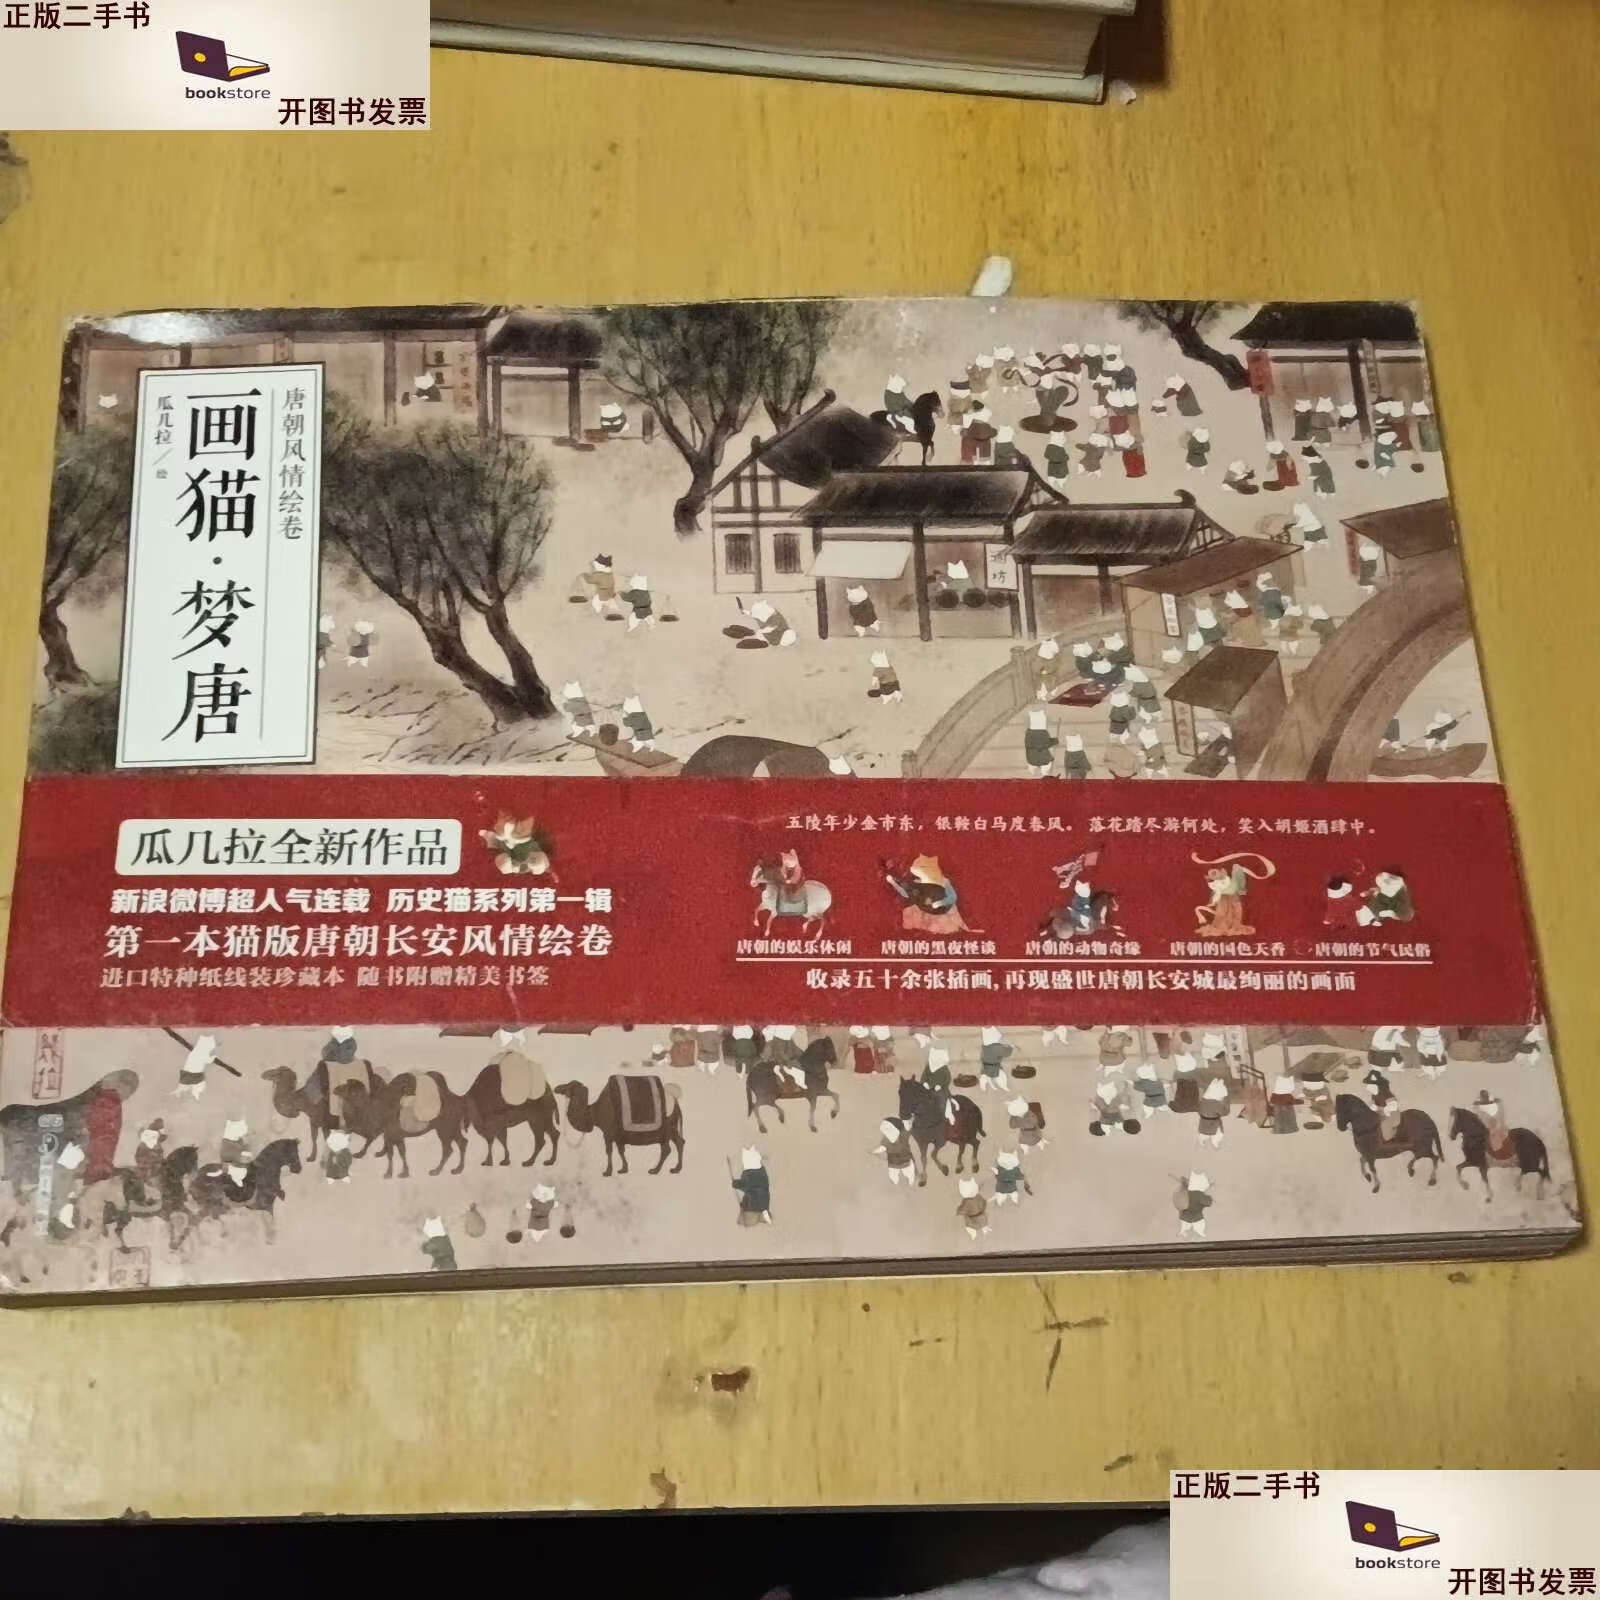 正版二手书
bookstore
开图书发票
唐朝风情绘卷
画猫·梦唐
瓜几拉/绘
酒坊
瓜几拉全新作品
新浪微博超人气连载 历史猫系列第一辑
第一本猫版唐朝长安风情绘卷
进口特种纸线装珍藏本 随书附赠精美书签
五陵年少金市东，银鞍白马度春风。落花踏尽游何处，笑入胡姬酒肆中。
唐朝的娱乐休闲
唐朝的黑夜怪谈
唐朝的动物奇缘
唐朝的国色天香
唐朝的节气民俗
收录五十余张插画,再现盛世唐朝长安城最绚丽的画面
正版二手书
bookstore
开图书发票